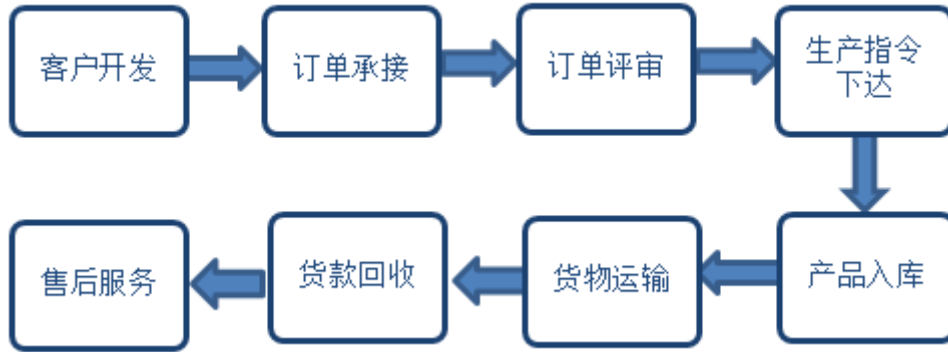 客户开发
订单承接
订单评审
生产指令
下达
产品入库
货物运输
货款回收
售后服务